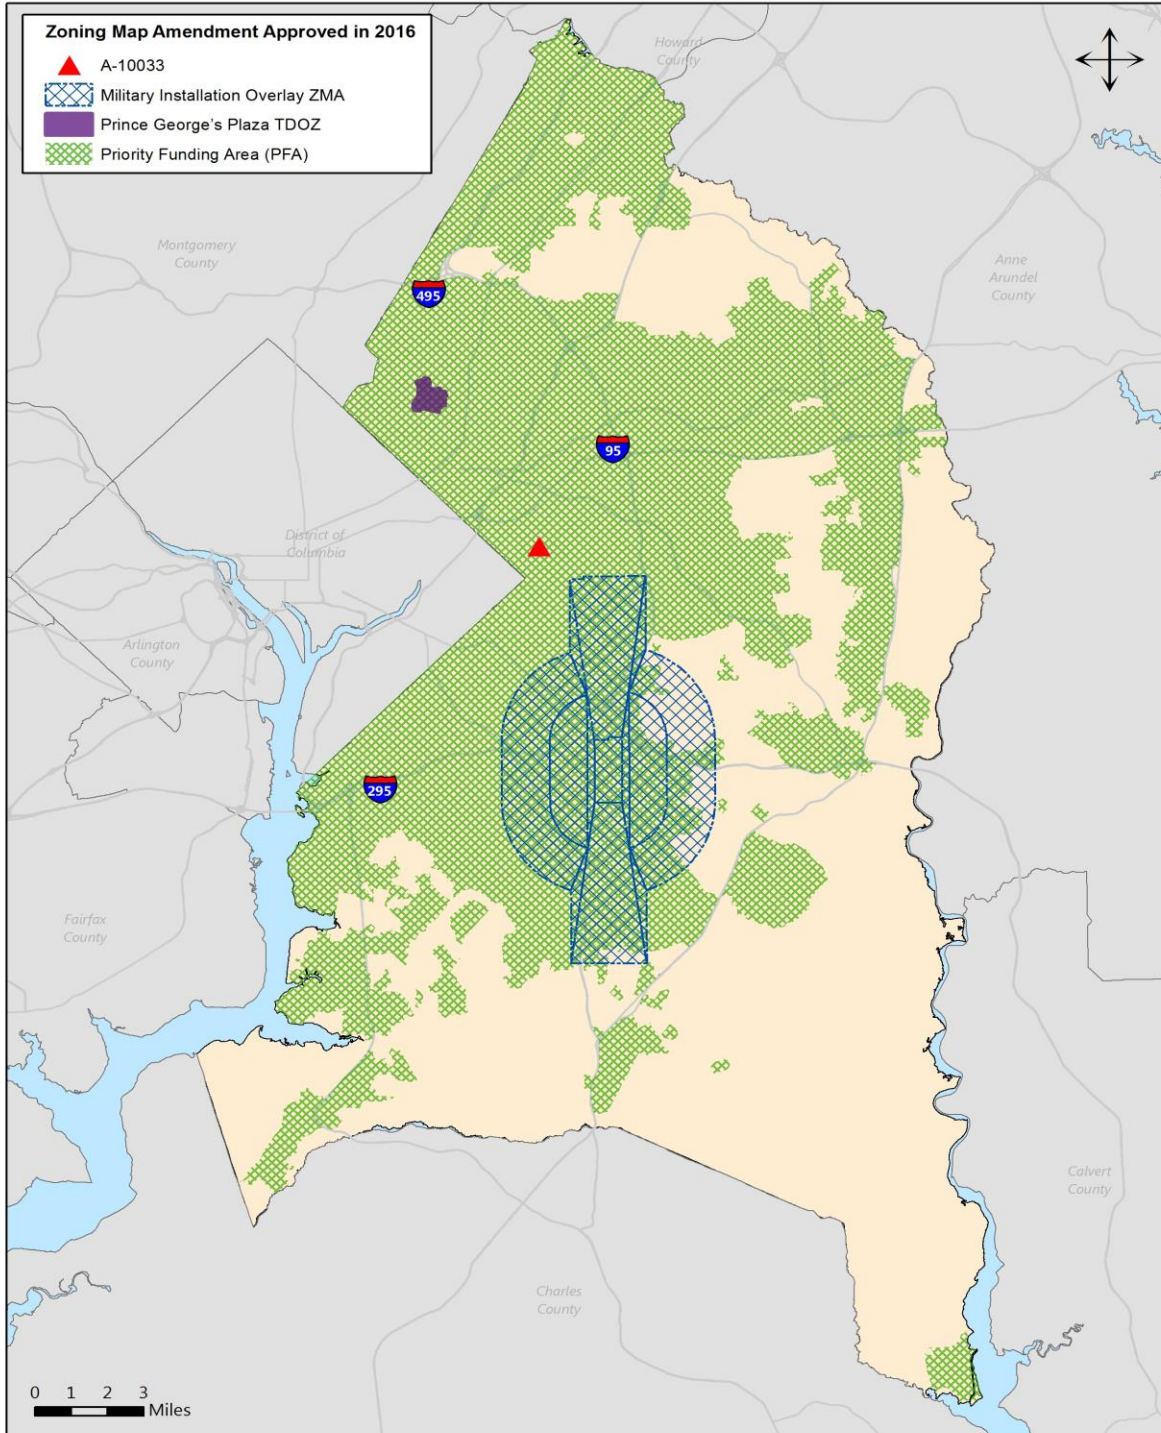 Zoning Map Amendment Approved in 2016
A-10033
Military Installation Overlay ZMA
Prince George's Plaza TDOZ
Priority Funding Area (PFA)
Howard
County
Montgomery
County
Anne
Arundel
County
495
95
District of
Columbia
Arlington
County
295
Fairfax
County
Calvert
County
Charles
County
0 1 2 3
Miles